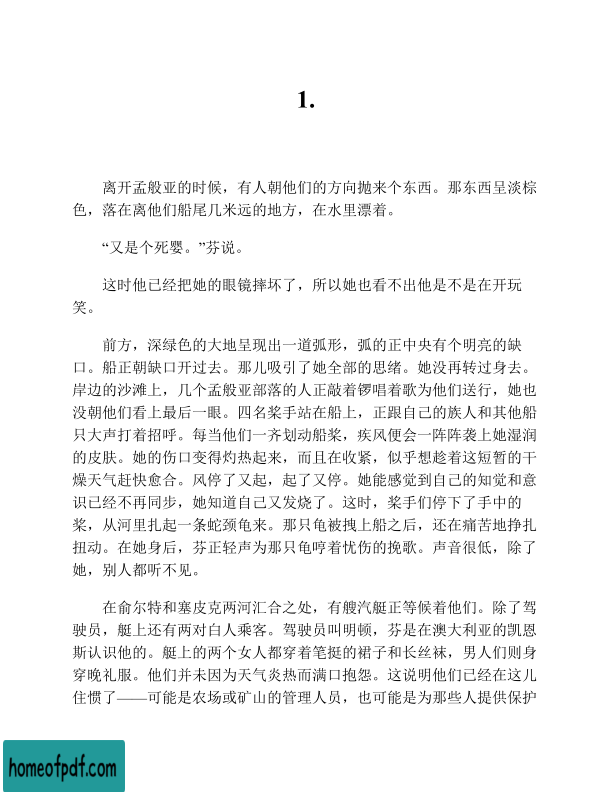 1.
离开孟般亚的时候，有人朝他们的方向抛来个东西。那东西呈淡棕
色，落在离他们船尾几米远的地方，在水里漂着。
“又是个死婴。”芬说。
这时他已经把她的眼镜摔坏了，所以她也看不出他是不是在开玩
笑。
前方，深绿色的大地呈现出一道弧形，弧的正中央有个明亮的缺
口。船正朝缺口开过去。那儿吸引了她全部的思绪。她没再转过身去。
岸边的沙滩上，几个孟般亚部落的人正敲着锣唱着歌为他们送行，她也
没朝他们看上最后一眼。四名桨手站在船上，正跟自己的族人和其他船
只大声打着招呼。每当他们一齐划动船桨，疾风便会一阵阵袭上她湿润
的皮肤。她的伤口变得灼热起来，而且在收紧，似乎想趁着这短暂的干
燥天气赶快愈合。风停了又起，起了又停。她能感觉到自己的知觉和意
识已经不再同步，她知道自己又发烧了。这时，桨手们停下了手中的
桨，从河里扎起一条蛇颈龟来。那只龟被拽上船之后，还在痛苦地挣扎
扭动。在她身后，芬正轻声为那只龟哼着忧伤的挽歌。声音很低，除了
她，别人都听不见。
在俞尔特和塞皮克两河汇合之处，有艘汽艇正等候着他们。除了驾
驶员，艇上还有两对白人乘客。驾驶员叫明顿，芬是在澳大利亚的凯恩
斯认识他的。艇上的两个女人都穿着笔挺的裙子和长丝袜，男人们则身
穿晚礼服。他们并未因为天气炎热而满口抱怨。这说明他们已经在这儿
住惯了——可能是农场或矿山的管理人员，也可能是为那些人提供保护
homeofpdf.com